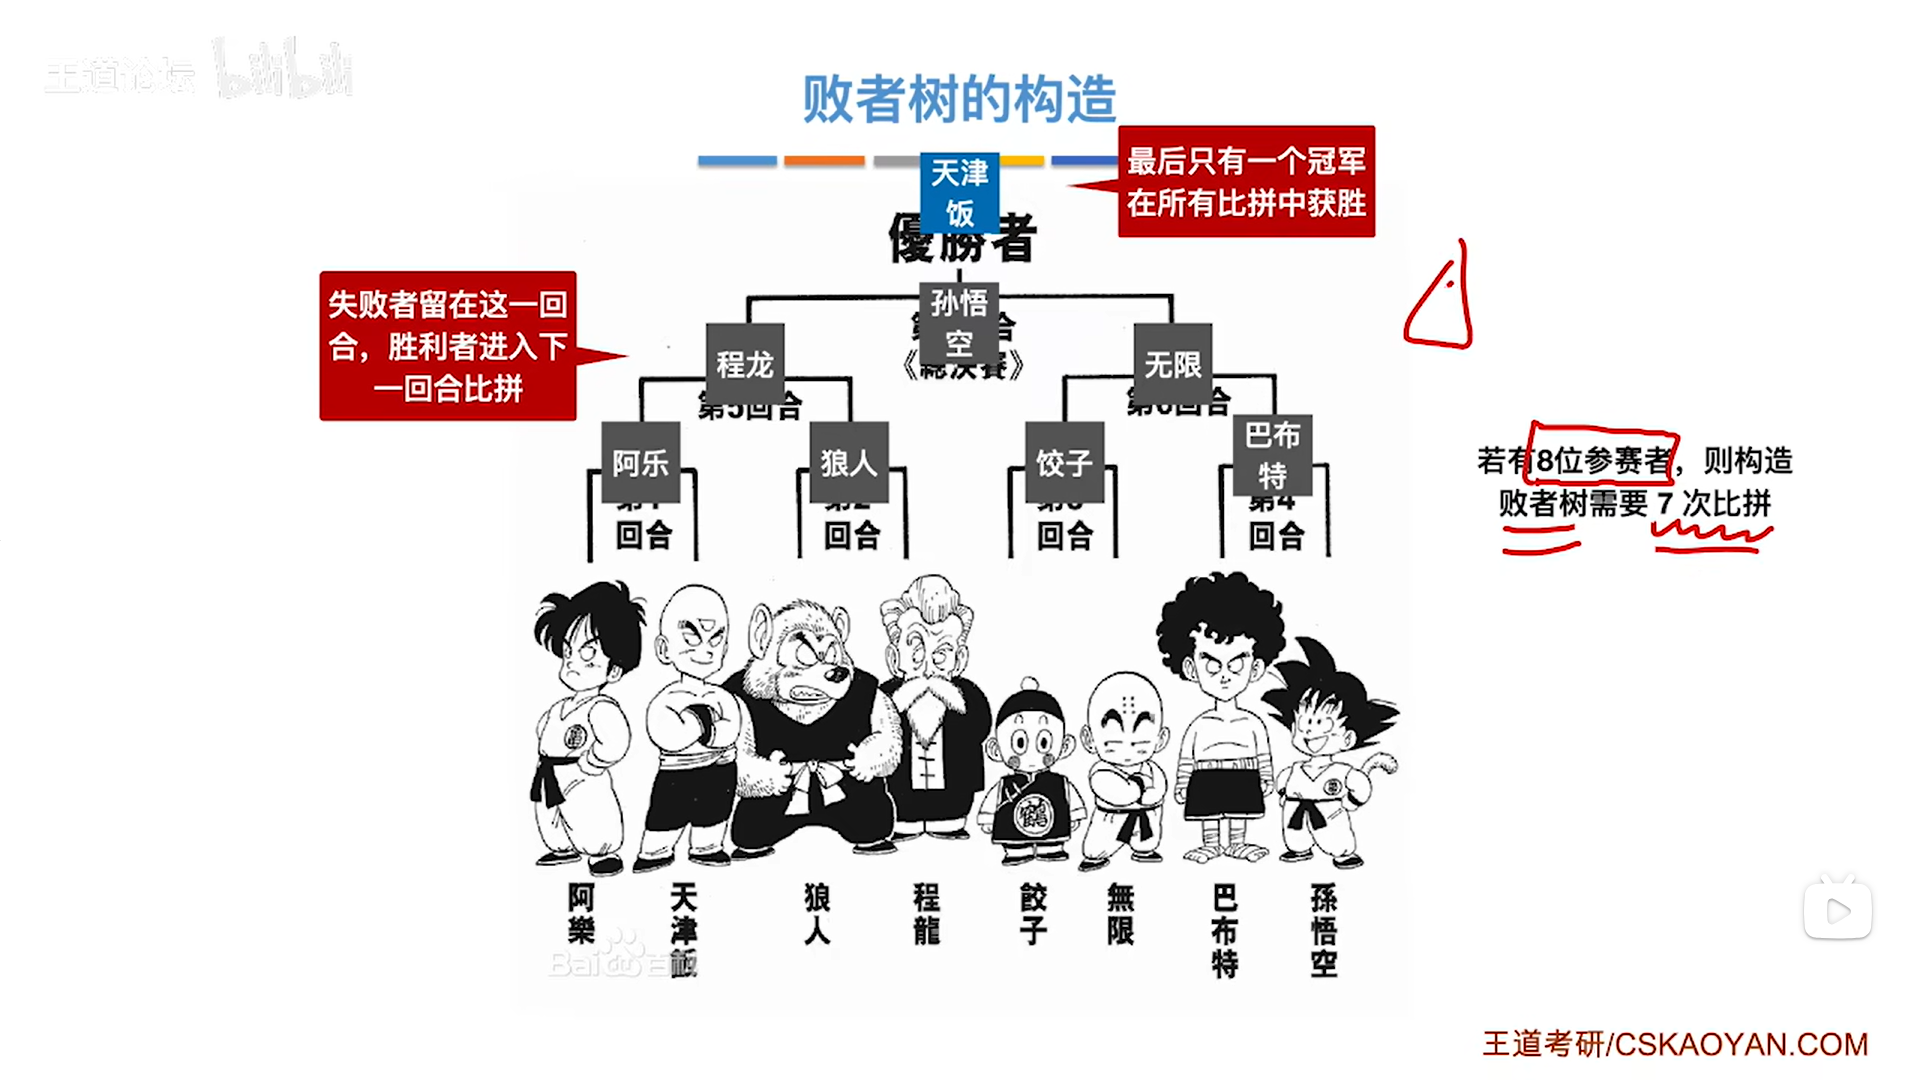 王道论坛 bilibili
败者树的构造
最后只有一个冠军
在所有比拼中获胜
天津
饭
優勝者
失败者留在这一回
合，胜利者进入下
一回合比拼
孙悟
空
《總決賽》
程龙
无限
第5回合
第6回合
阿乐
狼人
饺子
巴布
特
第1
回合
第2
回合
第3
回合
第4
回合
若有8位参赛者，则构造
败者树需要 7 次比拼
鶴
阿樂
天津飯
狼人
程龍
餃子
無限
巴布特
孫悟空
Baidu百科
王道考研/CSKAOYAN.COM